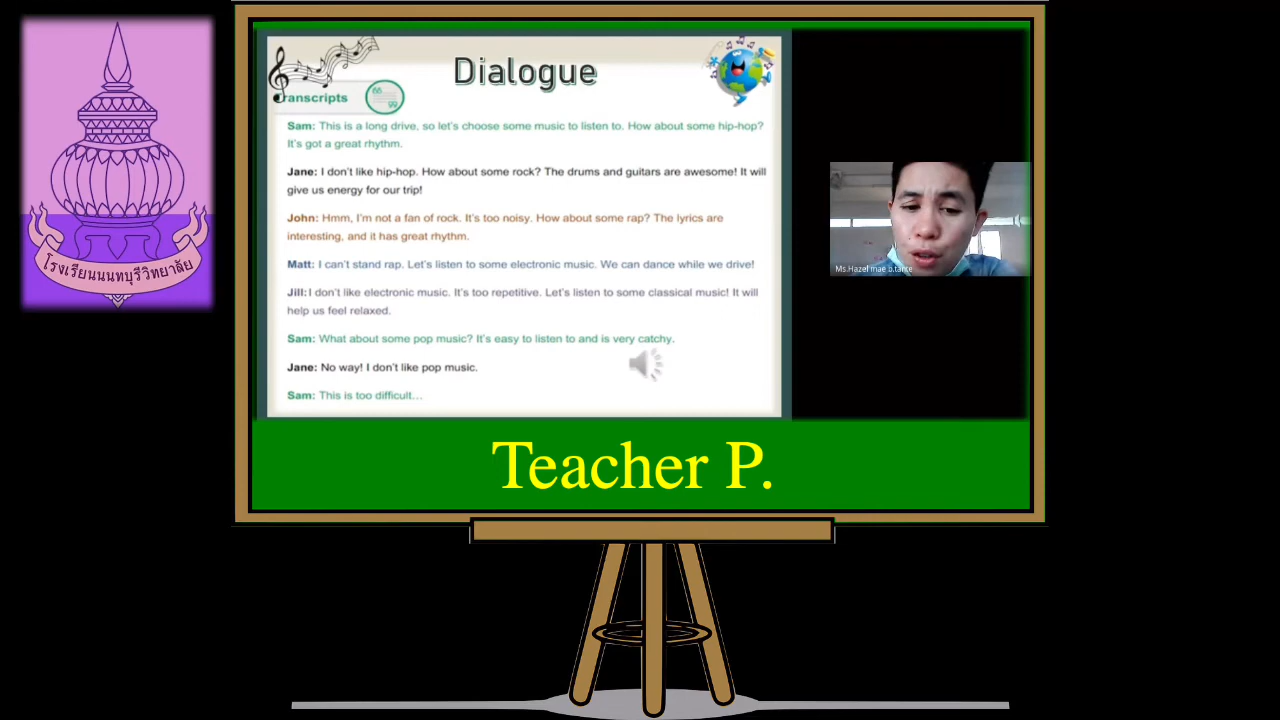 Dialogue
ranscripts
Sam: This is a long drive, so let's choose some music to listen to. How about some hip-hop?
It's got a great rhythm.
Jane: I don't like hip-hop. How about some rock? The drums and guitars are awesome! It will
give us energy for our trip!
John: Hmm, I'm not a fan of rock. It's too noisy. How about some rap? The lyrics are
interesting, and it has great rhythm.
Matt: I can't stand rap. Let's listen to some electronic music. We can dance while we drive!
Jill: I don't like electronic music. It's too repetitive. Let's listen to some classical music! It will
help us feel relaxed.
Sam: What about some pop music? It's easy to listen to and is very catchy.
Jane: No way! I don't like pop music.
Sam: This is too difficult...
Ms.Hazel mae b.tante
Teacher P.
โรงเรียนนนทบุรีวิทยาลัย